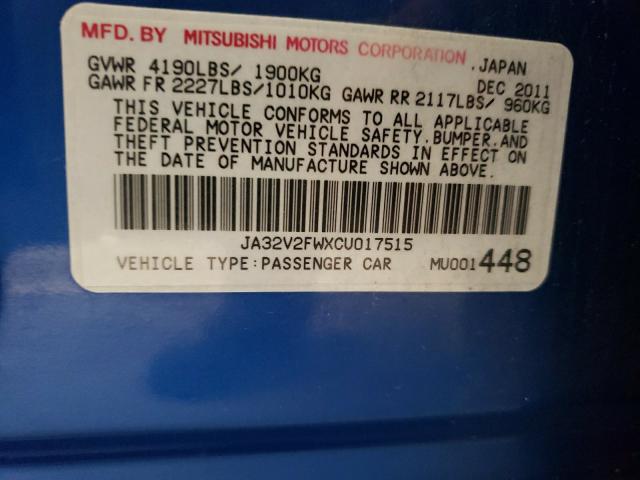 MFD. BY MITSUBISHI MOTORS CORPORATION, JAPAN
GVWR 4190LBS/ 1900KG DEC 2011
GAWR FR 2227LBS/1010KG GAWR RR 2117LBS/ 960KG
THIS VEHICLE CONFORMS TO ALL APPLICABLE
FEDERAL MOTOR VEHICLE SAFETY,BUMPER,AND
THEFT PREVENTION STANDARDS IN EFFECT ON
THE DATE OF MANUFACTURE SHOWN ABOVE.
JA32V2FWXCU017515
VEHICLE TYPE:PASSENGER CAR MU001448